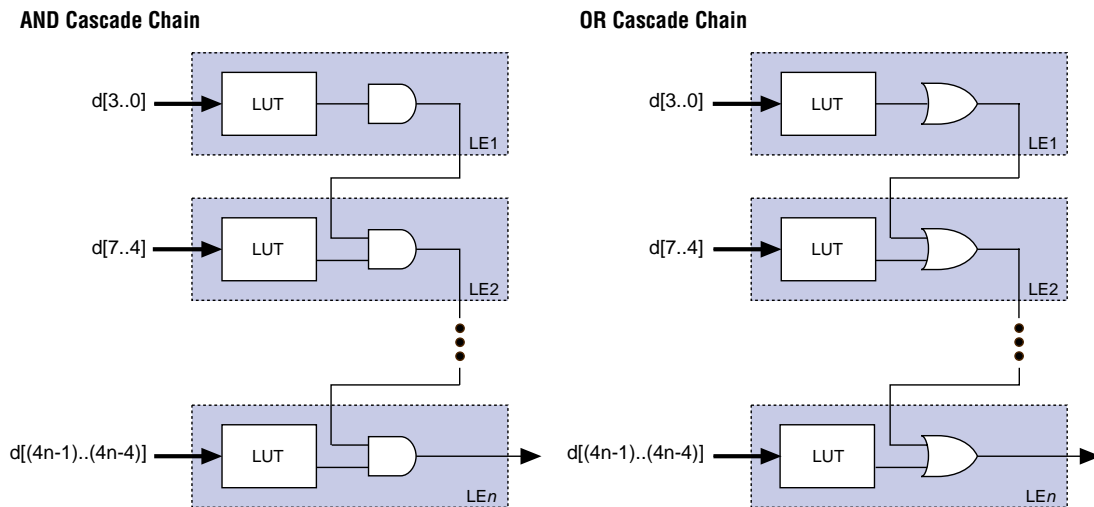 AND Cascade Chain
OR Cascade Chain
d[3..0]
LUT
LE1
d[3..0]
LUT
LE1
d[7..4]
LUT
LE2
d[7..4]
LUT
LE2
d[(4n-1)..(4n-4)]
LUT
LEn
d[(4n-1)..(4n-4)]
LUT
LEn